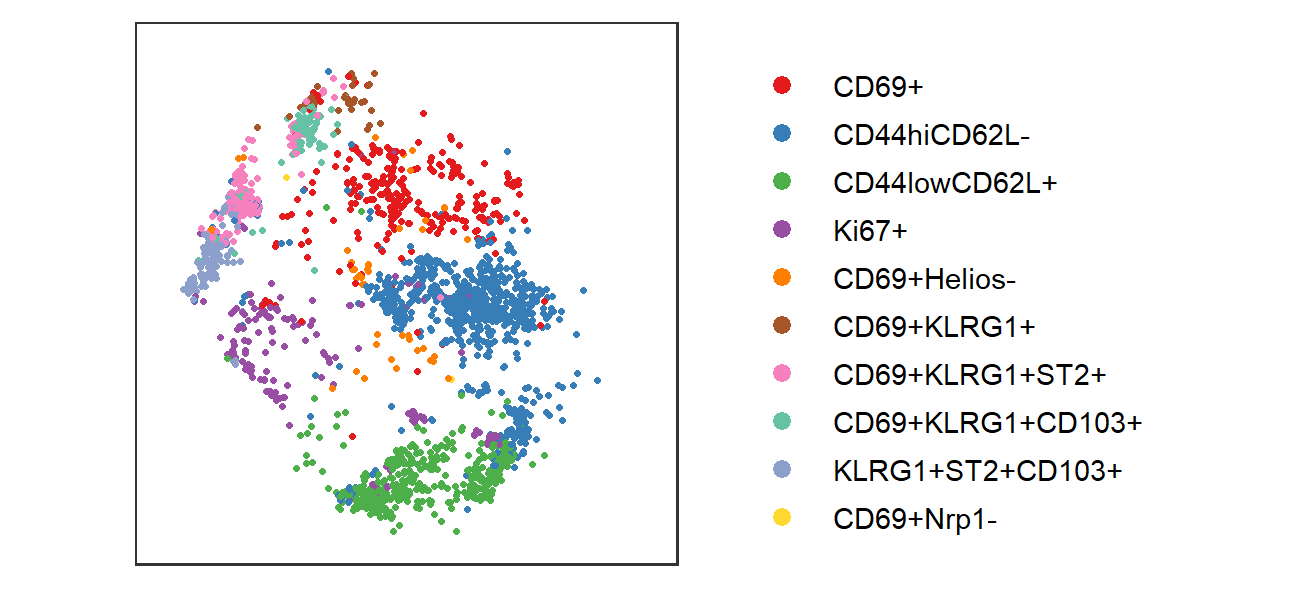 CD69+
CD44hiCD62L-
CD44lowCD62L+
Ki67+
CD69+Helios-
CD69+KLRG1+
CD69+KLRG1+ST2+
CD69+KLRG1+CD103+
KLRG1+ST2+CD103+
CD69+Nrp1-